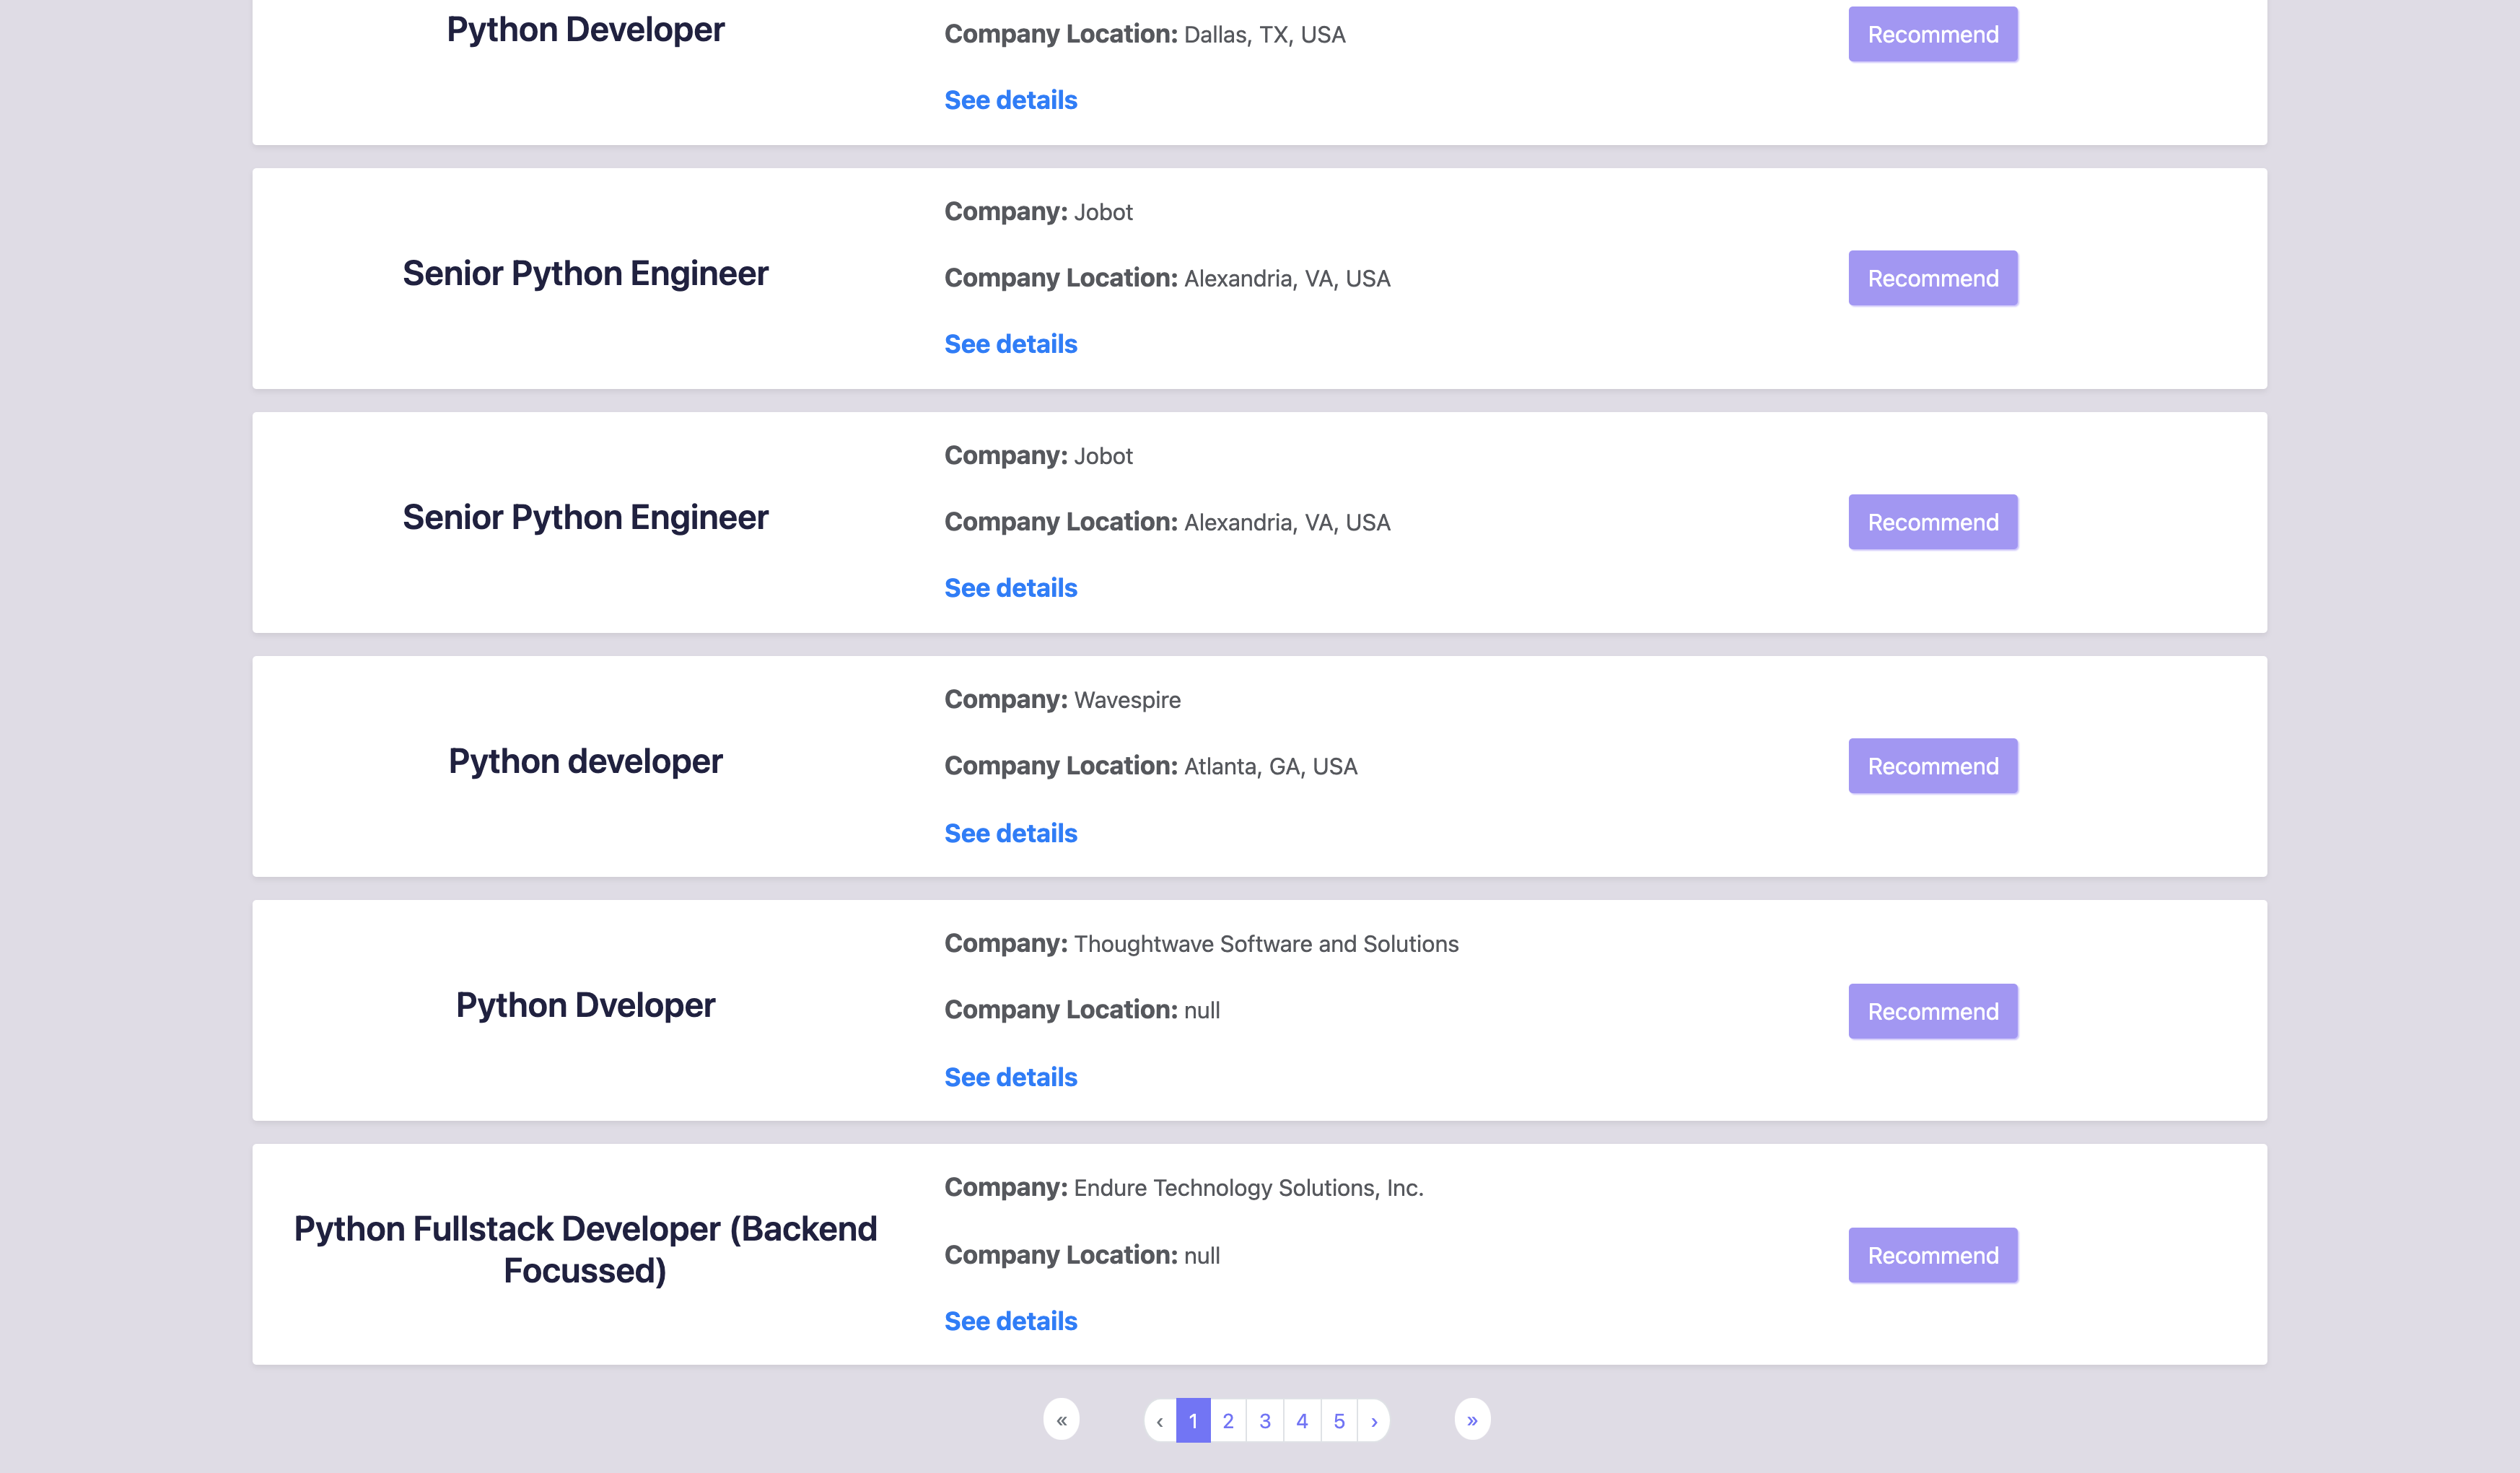 Python Developer
Company Location: Dallas, TX, USA
See details
Recommend
Senior Python Engineer
Company: Jobot
Company Location: Alexandria, VA, USA
See details
Recommend
Senior Python Engineer
Company: Jobot
Company Location: Alexandria, VA, USA
See details
Recommend
Python developer
Company: Wavespire
Company Location: Atlanta, GA, USA
See details
Recommend
Python Dveloper
Company: Thoughtwave Software and Solutions
Company Location: null
See details
Recommend
Python Fullstack Developer (Backend
Focussed)
Company: Endure Technology Solutions, Inc.
Company Location: null
See details
Recommend
« ‹ 1 2 3 4 5 › »